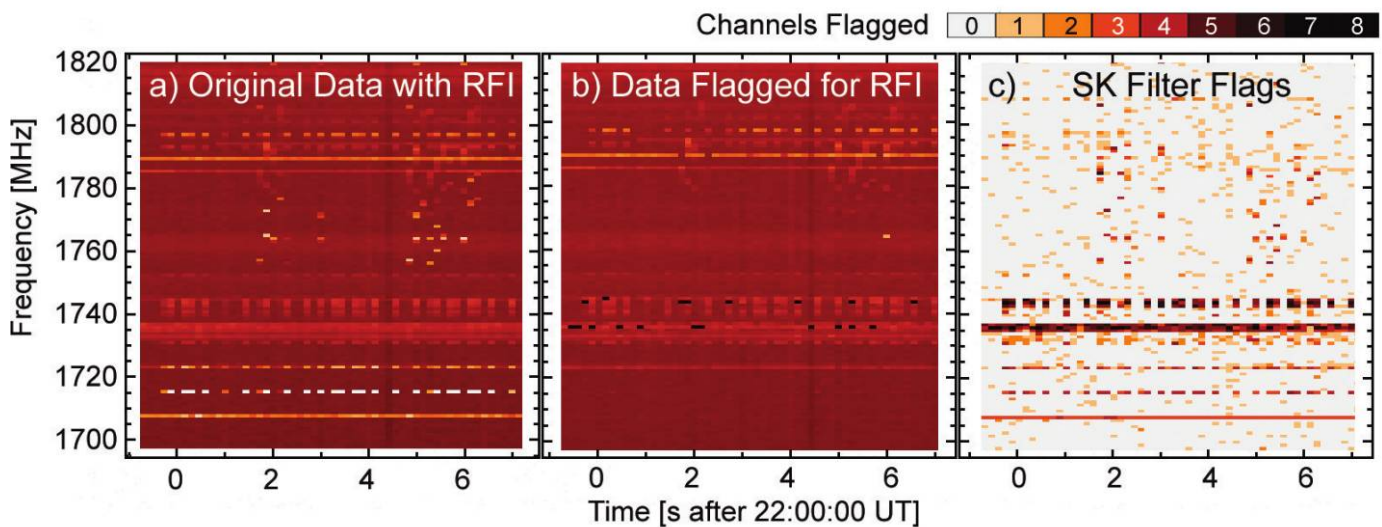 Channels Flagged 0 1 2 3 4 5 6 7 8
a) Original Data with RFI
b) Data Flagged for RFI
c) SK Filter Flags
Frequency [MHz]
1820
1800
1780
1760
1740
1720
1700
0 2 4 6
0 2 4 6
0 2 4 6
Time [s after 22:00:00 UT]